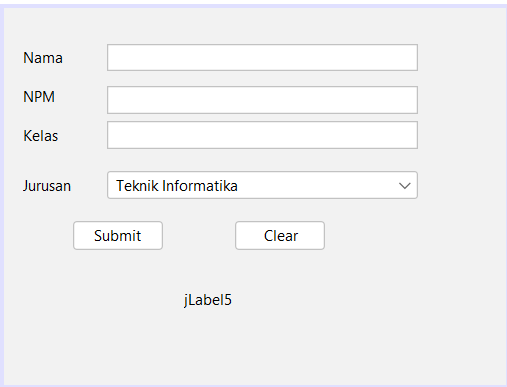 Nama
NPM
Kelas
Jurusan Teknik Informatika
Submit Clear
jLabel5